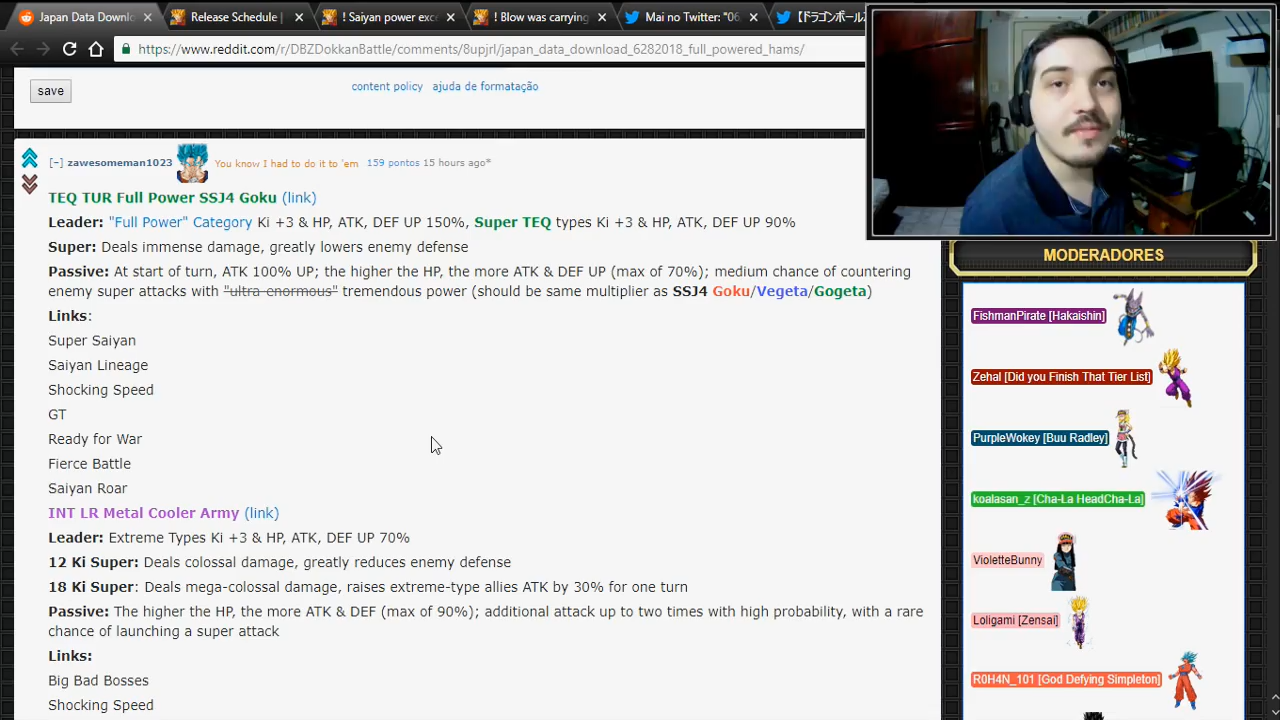 Japan Data Downlo
Release Schedule |
! Saiyan power exc
! Blow was carrying
Mai no Twitter: "06
【ドラゴンボール
https://www.reddit.com/r/DBZDokkanBattle/comments/8upjrl/japan_data_download_6282018_full_powered_hams/
save
content policy ajuda de formatação
[-] zawesomeman1023 You know I had to do it to 'em 159 pontos 15 hours ago*
TEQ TUR Full Power SSJ4 Goku (link)
Leader: "Full Power" Category Ki +3 & HP, ATK, DEF UP 150%, Super TEQ types Ki +3 & HP, ATK, DEF UP 90%
Super: Deals immense damage, greatly lowers enemy defense
Passive: At start of turn, ATK 100% UP; the higher the HP, the more ATK & DEF UP (max of 70%); medium chance of countering
enemy super attacks with "ultra enormous" tremendous power (should be same multiplier as SSJ4 Goku/Vegeta/Gogeta)
Links:
Super Saiyan
Saiyan Lineage
Shocking Speed
GT
Ready for War
Fierce Battle
Saiyan Roar
INT LR Metal Cooler Army (link)
Leader: Extreme Types Ki +3 & HP, ATK, DEF UP 70%
12 Ki Super: Deals colossal damage, greatly reduces enemy defense
18 Ki Super: Deals mega-colossal damage, raises extreme-type allies ATK by 30% for one turn
Passive: The higher the HP, the more ATK & DEF (max of 90%); additional attack up to two times with high probability, with a rare
chance of launching a super attack
Links:
Big Bad Bosses
Shocking Speed
MODERADORES
FishmanPirate [Hakaishin]
Zehal [Did you Finish That Tier List]
PurpleWokey [Buu Radley]
koalasan_z [Cha-La HeadCha-La]
VioletteBunny
Loligami [Zensai]
R0H4N_101 [God Defying Simpleton]